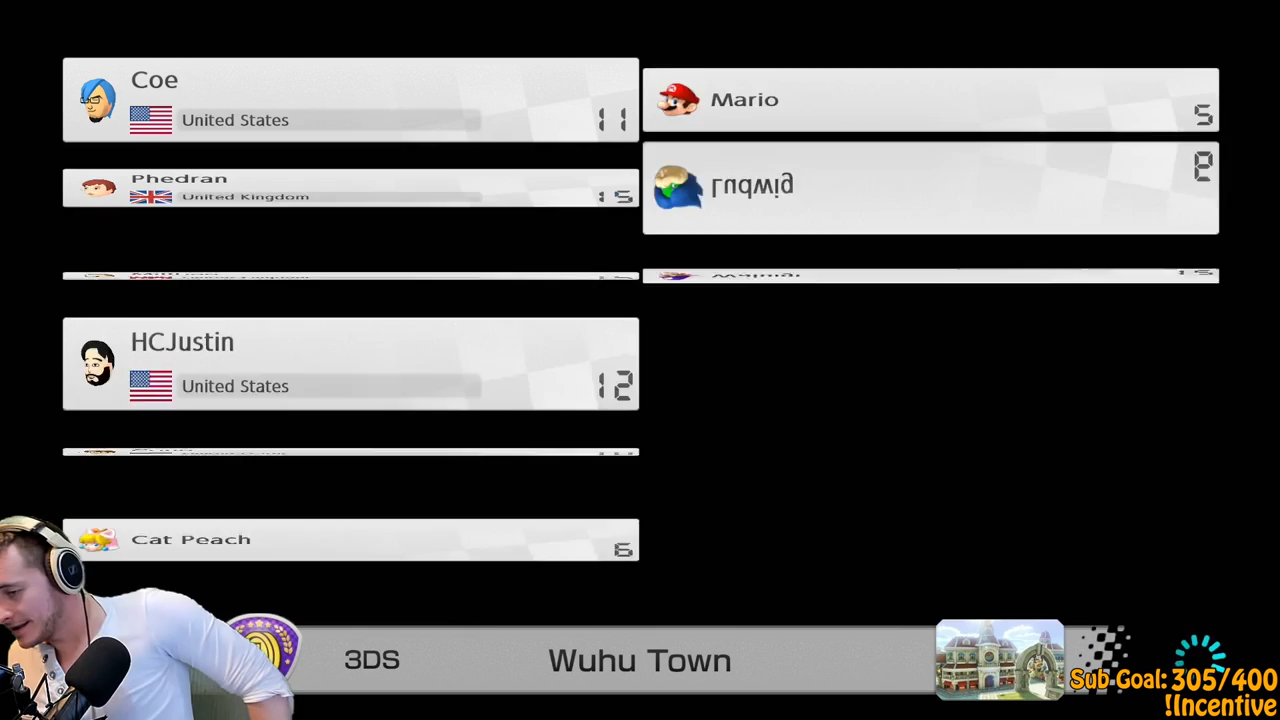 Coe
United States
11
Phedran
United Kingdom
15
HCJustin
United States
12
Cat Peach
6
Mario
5
Ludwig
3DS
Wuhu Town
Sub Goal: 305/400
!Incentive